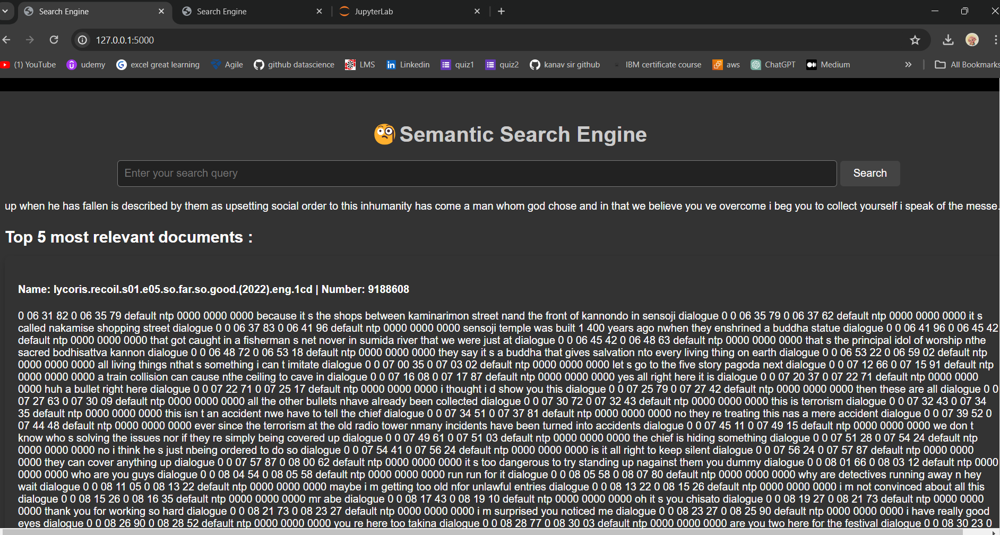 Search Engine
Search Engine
JupyterLab
127.0.0.1:5000
(1) YouTube
udemy
excel great learning
Agile
github datascience
LMS
Linkedin
quiz1
quiz2
kanav sir github
IBM certificate course
aws
ChatGPT
Medium
»
All Bookmarks
Semantic Search Engine
Enter your search query
Search
up when he has fallen is described by them as upsetting social order to this inhumanity has come a man whom god chose and in that we believe you ve overcome i beg you to collect yourself i speak of the messe.
Top 5 most relevant documents :
Name: lycoris.recoil.s01.e05.so.far.so.good.(2022).eng.1cd | Number: 9188608
0 06 31 82 0 06 35 79 default ntp 0000 0000 0000 because it s the shops between kaminarimon street nand the front of kannondo in sensoji dialogue 0 0 06 35 79 0 06 37 62 default ntp 0000 0000 0000 it s
called nakamise shopping street dialogue 0 0 06 37 83 0 06 41 96 default ntp 0000 0000 0000 sensoji temple was built 1 400 years ago nwhen they enshrined a buddha statue dialogue 0 0 06 41 96 0 06 45 42
default ntp 0000 0000 0000 that got caught in a fisherman s net nover in sumida river that we were just at dialogue 0 0 06 45 42 0 06 48 63 default ntp 0000 0000 0000 that s the principal idol of worship nthe
sacred bodhisattva kannon dialogue 0 0 06 48 72 0 06 53 18 default ntp 0000 0000 0000 they say it s a buddha that gives salvation nto every living thing on earth dialogue 0 0 06 53 22 0 06 59 02 default ntp
0000 0000 0000 all living things nthat s something i can t imitate dialogue 0 0 07 00 35 0 07 03 02 default ntp 0000 0000 0000 let s go to the five story pagoda next dialogue 0 0 07 12 66 0 07 15 91 default ntp
0000 0000 0000 a train collision can cause nthe ceiling to cave in dialogue 0 0 07 16 08 0 07 17 87 default ntp 0000 0000 0000 yes all right here it is dialogue 0 0 07 20 37 0 07 22 71 default ntp 0000 0000
0000 huh a bullet right here dialogue 0 0 07 22 71 0 07 25 17 default ntp 0000 0000 0000 i thought i d show you this dialogue 0 0 07 25 79 0 07 27 42 default ntp 0000 0000 0000 then these are all dialogue 0 0
07 27 63 0 07 30 09 default ntp 0000 0000 0000 all the other bullets nhave already been collected dialogue 0 0 07 30 72 0 07 32 43 default ntp 0000 0000 0000 this is terrorism dialogue 0 0 07 32 43 0 07 34
35 default ntp 0000 0000 0000 this isn t an accident nwe have to tell the chief dialogue 0 0 07 34 51 0 07 37 81 default ntp 0000 0000 0000 no they re treating this nas a mere accident dialogue 0 0 07 39 52 0
07 44 48 default ntp 0000 0000 0000 ever since the terrorism at the old radio tower nmany incidents have been turned into accidents dialogue 0 0 07 45 11 0 07 49 15 default ntp 0000 0000 0000 we don t
know who s solving the issues nor if they re simply being covered up dialogue 0 0 07 49 61 0 07 51 03 default ntp 0000 0000 0000 the chief is hiding something dialogue 0 0 07 51 28 0 07 54 24 default ntp
0000 0000 0000 no i think he s just nbeing ordered to do so dialogue 0 0 07 54 41 0 07 56 24 default ntp 0000 0000 0000 is it all right to keep silent dialogue 0 0 07 56 24 0 07 57 87 default ntp 0000 0000
0000 they can cover anything up dialogue 0 0 07 57 87 0 08 00 62 default ntp 0000 0000 0000 it s too dangerous to try standing up nagainst them you dummy dialogue 0 0 08 01 66 0 08 03 12 default ntp 0000
0000 0000 who are you guys dialogue 0 0 08 04 54 0 08 05 58 default ntp 0000 0000 0000 run run for it dialogue 0 0 08 05 58 0 08 07 80 default ntp 0000 0000 0000 why are detectives running away n hey
wait dialogue 0 0 08 11 05 0 08 13 22 default ntp 0000 0000 0000 maybe i m getting too old nfor unlawful entries dialogue 0 0 08 13 22 0 08 15 26 default ntp 0000 0000 0000 i m not convinced about all this
dialogue 0 0 08 15 26 0 08 16 35 default ntp 0000 0000 0000 mr abe dialogue 0 0 08 17 43 0 08 19 10 default ntp 0000 0000 0000 oh it s you chisato dialogue 0 0 08 19 27 0 08 21 73 default ntp 0000 0000
0000 thank you for working so hard dialogue 0 0 08 21 73 0 08 23 27 default ntp 0000 0000 0000 i m surprised you noticed me dialogue 0 0 08 23 27 0 08 25 90 default ntp 0000 0000 0000 i have really good
eyes dialogue 0 0 08 26 90 0 08 28 52 default ntp 0000 0000 0000 you re here too takina dialogue 0 0 08 28 77 0 08 30 03 default ntp 0000 0000 0000 are you two here for the festival dialogue 0 0 08 30 23 0